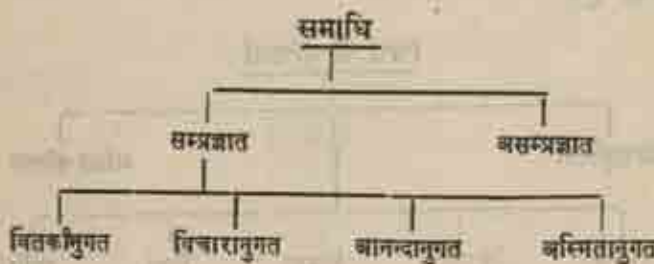 समाधि
सम्प्रज्ञात असम्प्रज्ञात
वितर्कानुगत विचारानुगत आनन्दानुगत अस्मितानुगत